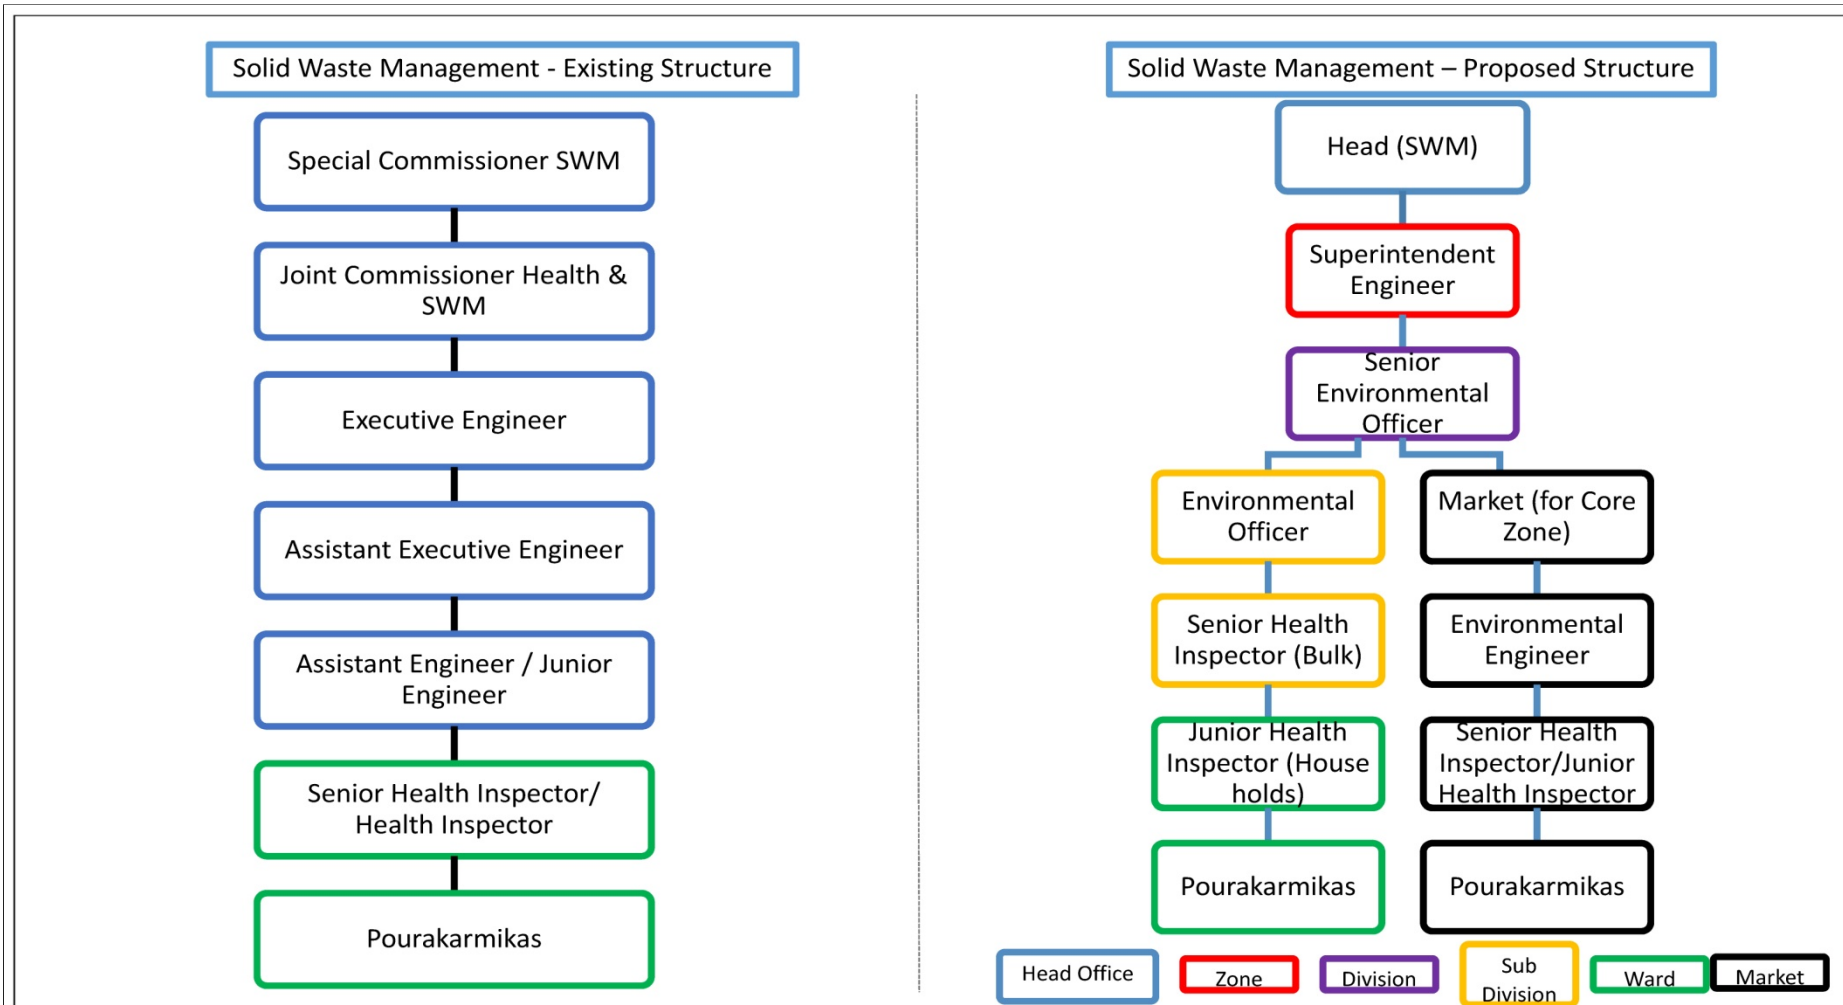 Solid Waste Management - Existing Structure
Special Commissioner SWM
Joint Commissioner Health &
SWM
Executive Engineer
Assistant Executive Engineer
Assistant Engineer / Junior
Engineer
Senior Health Inspector/
Health Inspector
Pourakarmikas
Solid Waste Management – Proposed Structure
Head (SWM)
Superintendent
Engineer
Senior
Environmental
Officer
Environmental
Officer
Senior Health
Inspector (Bulk)
Junior Health
Inspector (House
holds)
Pourakarmikas
Market (for Core
Zone)
Environmental
Engineer
Senior Health
Inspector/Junior
Health Inspector
Pourakarmikas
Head Office
Zone
Division
Sub
Division
Ward
Market